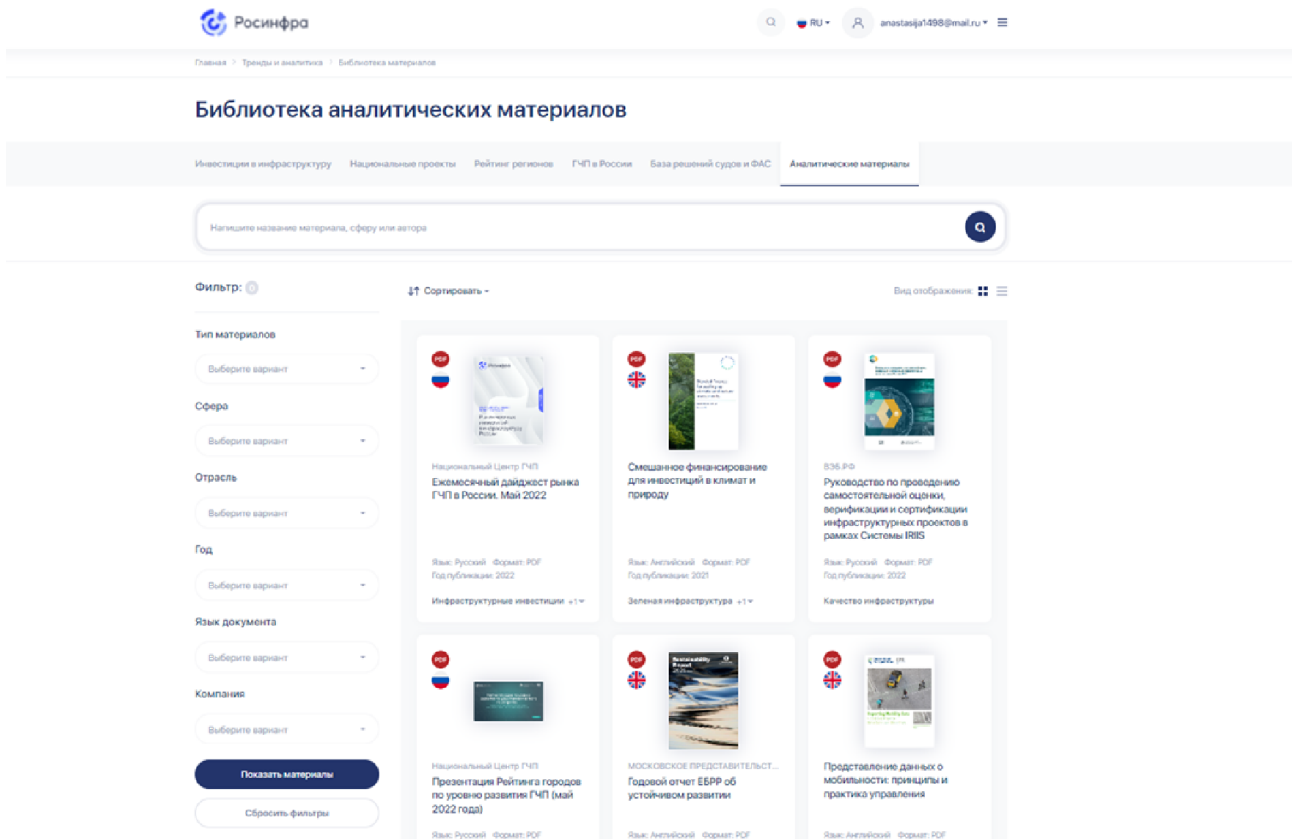 Росинфра
RU
anastasija1498@mail.ru
Главная > Тренды и аналитика > Библиотека материалов
Библиотека аналитических материалов
Инвестиции в инфраструктуру Национальные проекты Рейтинг регионов ГЧП в России База решений судов и ФАС Аналитические материалы
Напишите название материала, сферу или автора
Фильтр: 0
Сортировать
Вид отображения:
Тип материалов
Выберите вариант
Сфера
Выберите вариант
Отрасль
Выберите вариант
Год
Выберите вариант
Язык документа
Выберите вариант
Компания
Выберите вариант
Показать материалы
Сбросить фильтры
PDF
Росинфра
Национальный Центр ГЧП
Ежемесячный дайджест рынка
ГЧП в России. Май 2022
Язык: Русский Формат: PDF
Год публикации: 2022
Инфраструктурные инвестиции +1
PDF
Смешанное финансирование
для инвестиций в климат и
природу
Язык: Английский Формат: PDF
Год публикации: 2021
Зеленая инфраструктура +1
PDF
ВЭБ.РФ
Руководство по проведению
самостоятельной оценки,
верификации и сертификации
инфраструктурных проектов в
рамках Системы IRIIS
Язык: Русский Формат: PDF
Год публикации: 2022
Качество инфраструктуры
PDF
Национальный Центр ГЧП
Презентация Рейтинга городов
по уровню развития ГЧП (май
2022 года)
Язык: Русский Формат: PDF
PDF
Sustainability
Report
МОСКОВСКОЕ ПРЕДСТАВИТЕЛЬСТ...
Годовой отчет ЕБРР об
устойчивом развитии
Язык: Английский Формат: PDF
PDF
Представление данных о
мобильности: принципы и
практика управления
Язык: Английский Формат: PDF